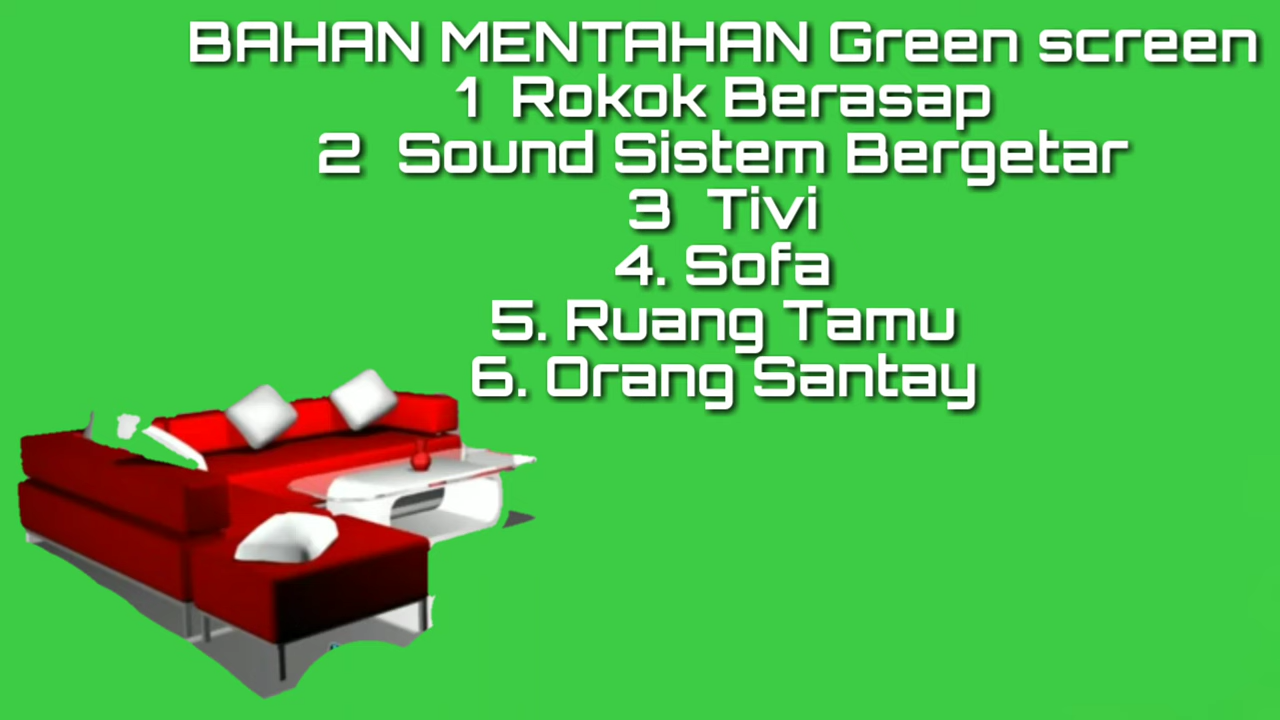 BAHAN MENTAHAN Green screen
1 Rokok Berasap
2 Sound Sistem Bergetar
3 Tivi
4. Sofa
5. Ruang Tamu
6. Orang Santay